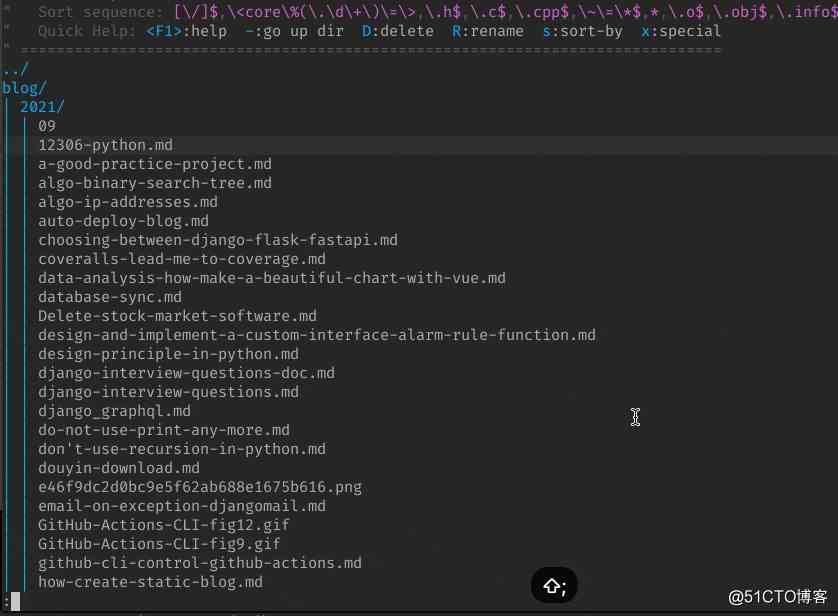 " Sort sequence: [\/]$,\<core\%(\.\d\+\)\=\>,\.h$,\.c$,\.cpp$,\~\=\*$,*,\.o$,\.obj$,\.info$
" Quick Help: <F1>:help -:go up dir D:delete R:rename s:sort-by x:special
" ==============================================================================
../
blog/
| 2021/
| | 09
| | 12306-python.md
| | a-good-practice-project.md
| | algo-binary-search-tree.md
| | algo-ip-addresses.md
| | auto-deploy-blog.md
| | choosing-between-django-flask-fastapi.md
| | coveralls-lead-me-to-coverage.md
| | data-analysis-how-make-a-beautiful-chart-with-vue.md
| | database-sync.md
| | Delete-stock-market-software.md
| | design-and-implement-a-custom-interface-alarm-rule-function.md
| | design-principle-in-python.md
| | django-interview-questions-doc.md
| | django-interview-questions.md
| | django_graphql.md
| | do-not-use-print-any-more.md
| | don't-use-recursion-in-python.md
| | douyin-download.md
| | e46f9dc2d0bc9e5f62ab688e1675b616.png
| | email-on-exception-djangomail.md
| | GitHub-Actions-CLI-fig12.gif
| | GitHub-Actions-CLI-fig9.gif
| | github-cli-control-github-actions.md
| | how-create-static-blog.md
:
⇧;
@51CTO博客